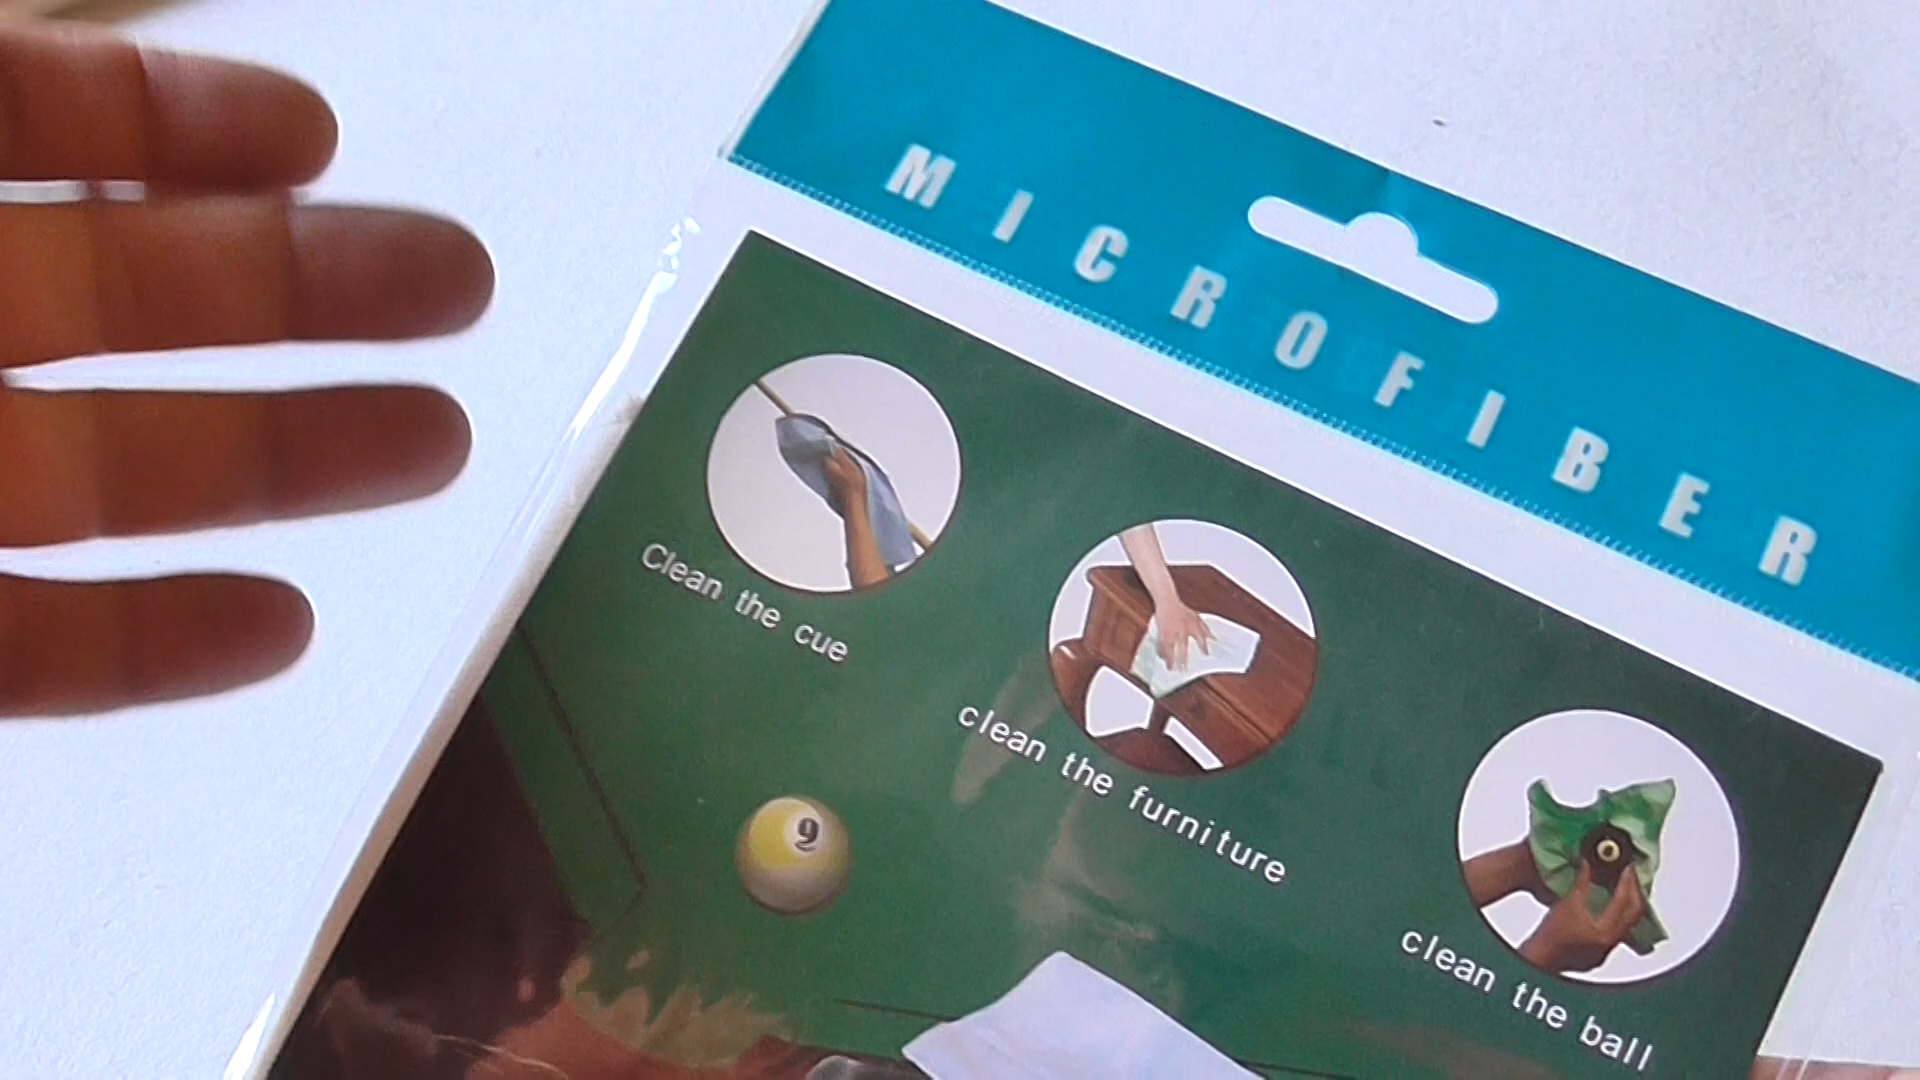 MICROFIBER
Clean the cue
clean the furniture
clean the ball
9